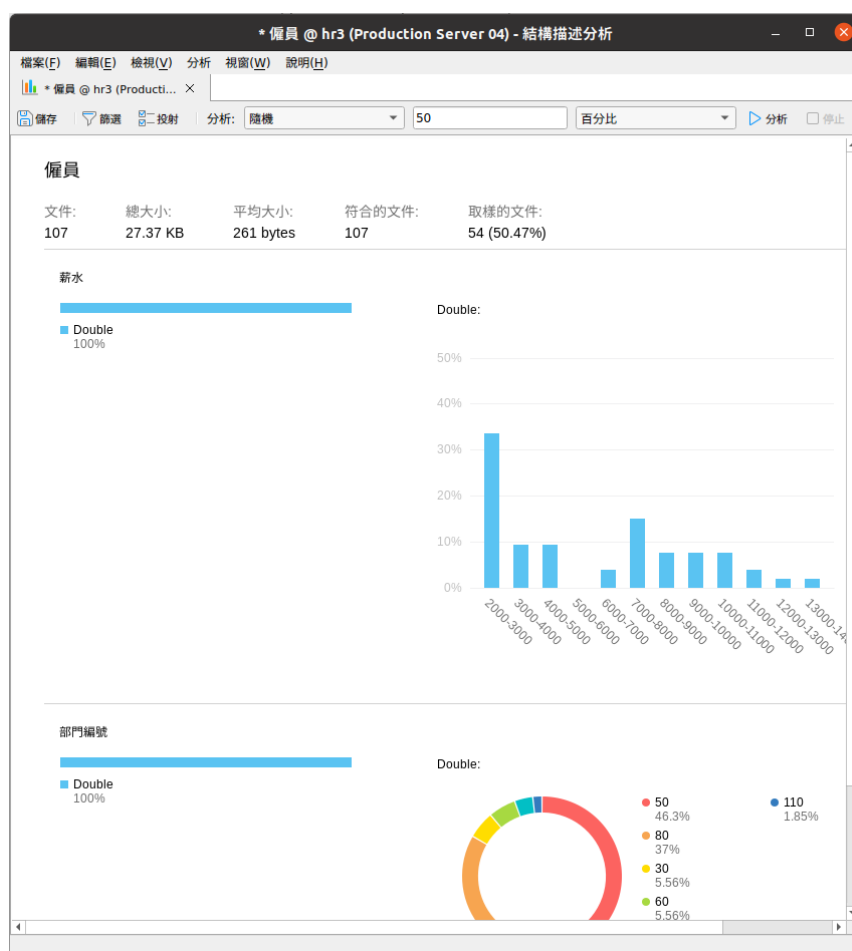 * 僱員 @ hr3 (Production Server 04) - 結構描述分析
檔案(F) 編輯(E) 檢視(V) 分析 視窗(W) 說明(H)
* 僱員 @ hr3 (Producti...
儲存 篩選 投射 分析: 隨機 50 百分比 分析 停止
僱員
文件: 總大小: 平均大小: 符合的文件: 取樣的文件:
107 27.37 KB 261 bytes 107 54 (50.47%)
薪水
Double
100%
Double:
50%
40%
30%
20%
10%
0%
2000-3000 3000-4000 4000-5000 5000-6000 6000-7000 7000-8000 8000-9000 9000-10000 10000-11000 11000-12000 12000-13000 13000-14
部門編號
Double
100%
Double:
50 110
46.3% 1.85%
80
37%
30
5.56%
60
5.56%